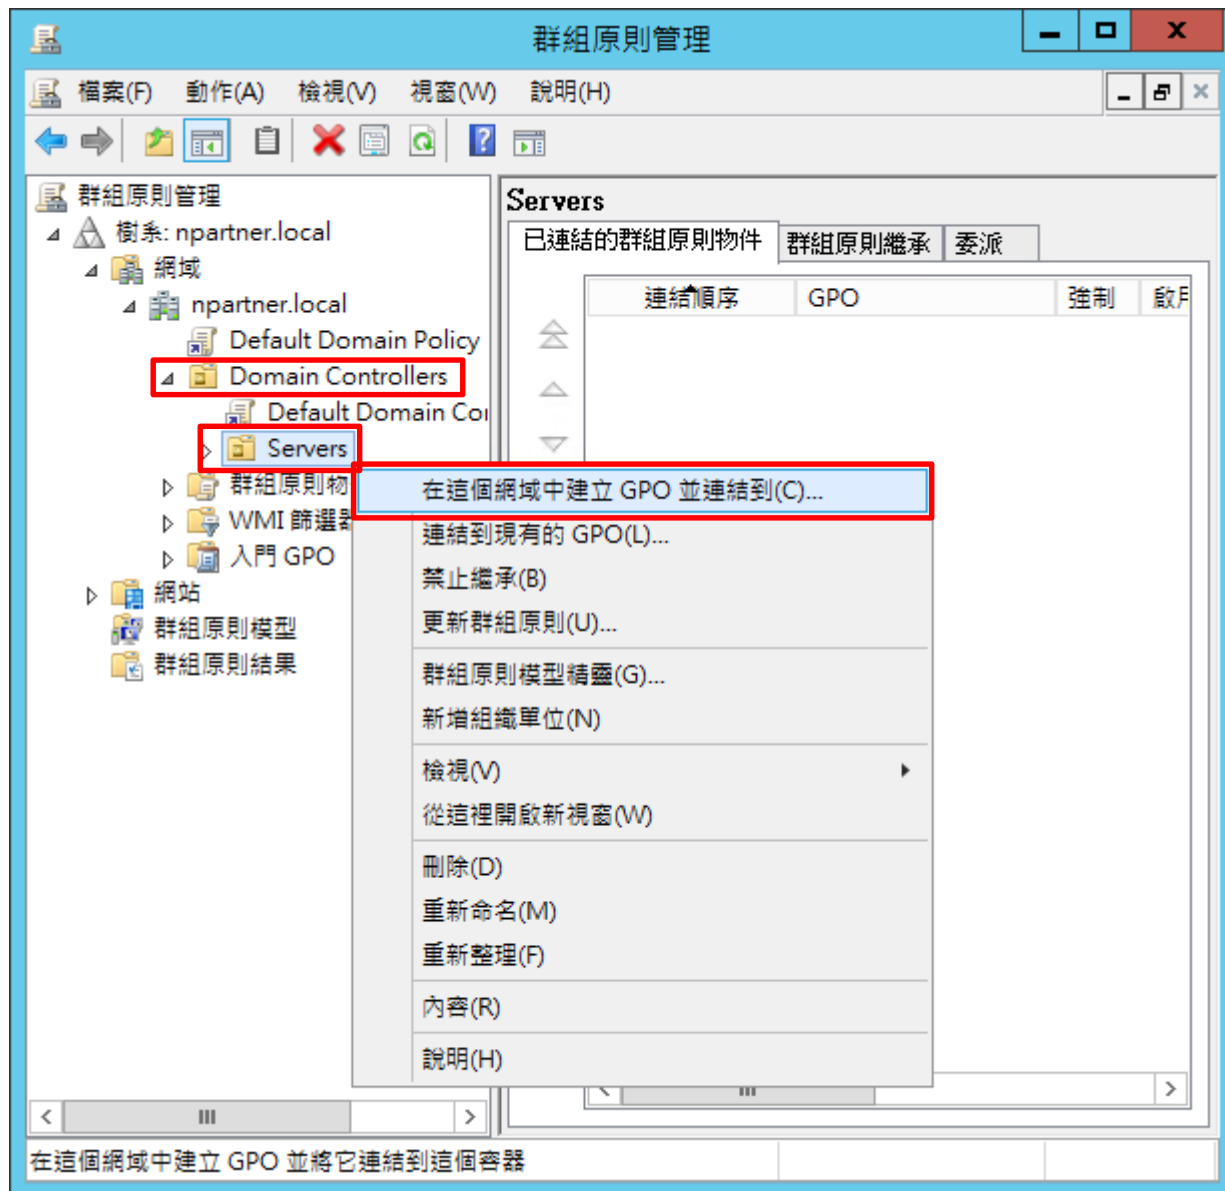 群組原則管理
檔案(F) 動作(A) 檢視(V) 視窗(W) 說明(H)
群組原則管理
樹系: npartner.local
網域
npartner.local
Default Domain Policy
Domain Controllers
Default Domain Co
Servers
群組原則物
WMI 篩選
入門 GPO
網站
群組原則模型
群組原則結果
Servers
已連結的群組原則物件 群組原則繼承 委派
連結順序 GPO 強制 啟用
在這個網域中建立 GPO 並連結到(C)...
連結到現有的 GPO(L)...
禁止繼承(B)
更新群組原則(U)...
群組原則模型精靈(G)...
新增組織單位(N)
檢視(V)
從這裡開啟新視窗(W)
刪除(D)
重新命名(M)
重新整理(F)
內容(R)
說明(H)
在這個網域中建立 GPO 並將它連結到這個容器